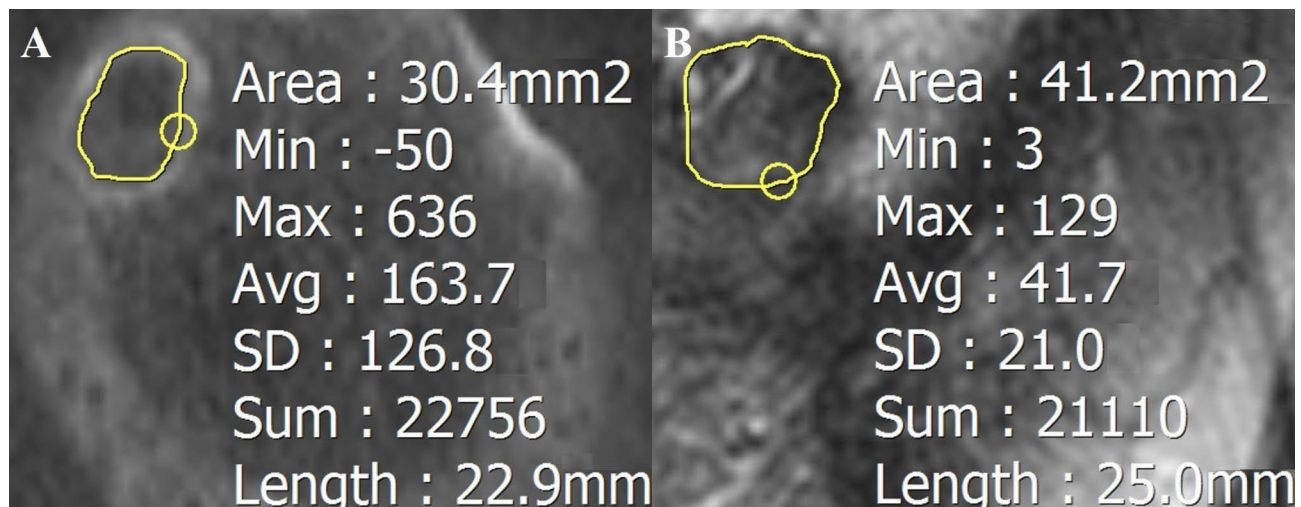 A
Area : 30.4mm2
Min : -50
Max : 636
Avg : 163.7
SD : 126.8
Sum : 22756
Length : 22.9mm
B
Area : 41.2mm2
Min : 3
Max : 129
Avg : 41.7
SD : 21.0
Sum : 21110
Length : 25.0mm